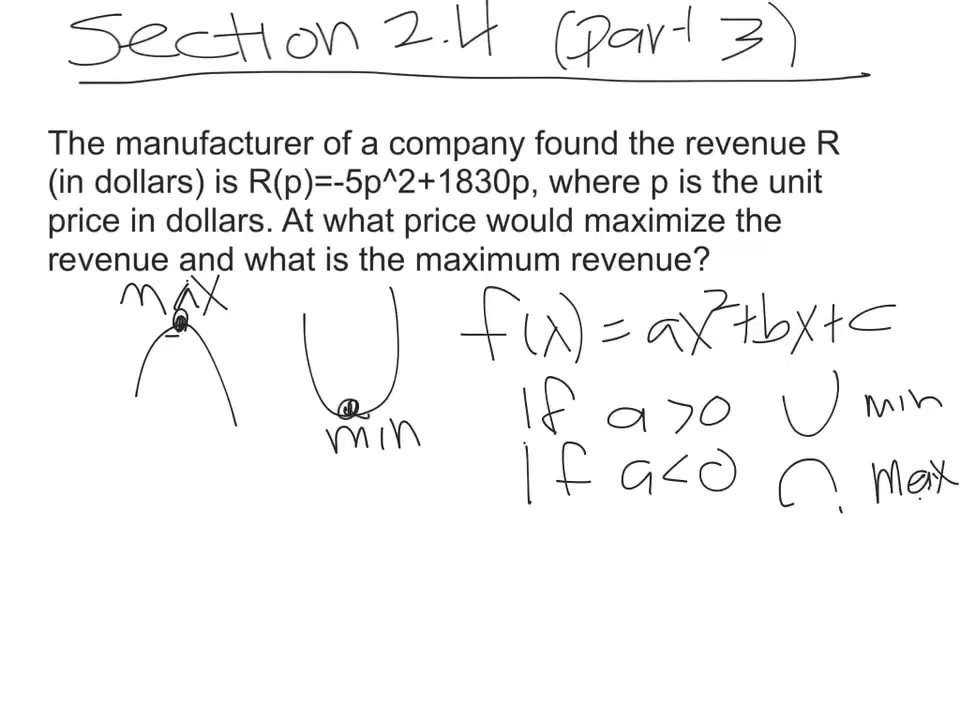 Section 2.4 (part 3)
The manufacturer of a company found the revenue R
(in dollars) is R(p)=-5p^2+1830p, where p is the unit
price in dollars. At what price would maximize the
revenue and what is the maximum revenue?
max
f(x) = ax²+bx+c
If a>0 min
min
If a<0 max